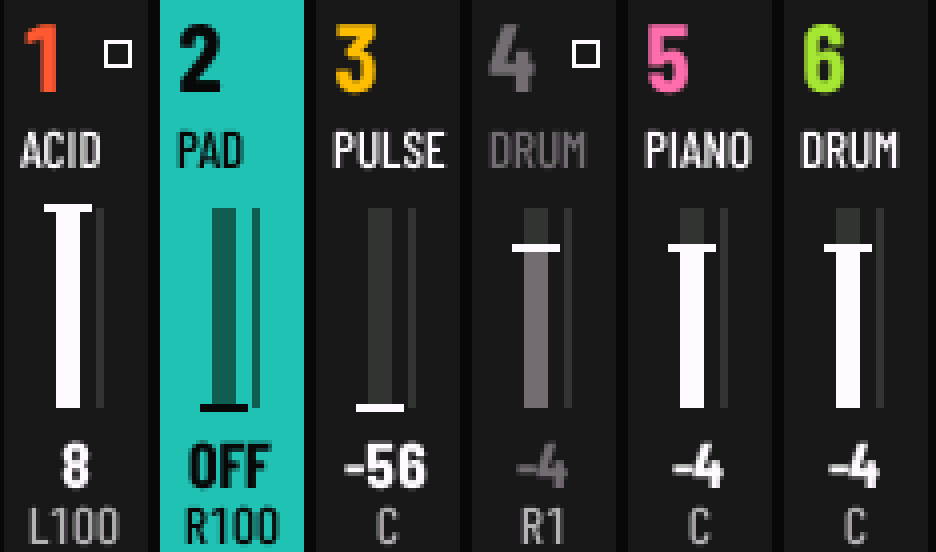 1 2 3 4 5 6
ACID PAD PULSE DRUM PIANO DRUM
8 OFF -56 -4 -4 -4
L100 R100 C R1 C C